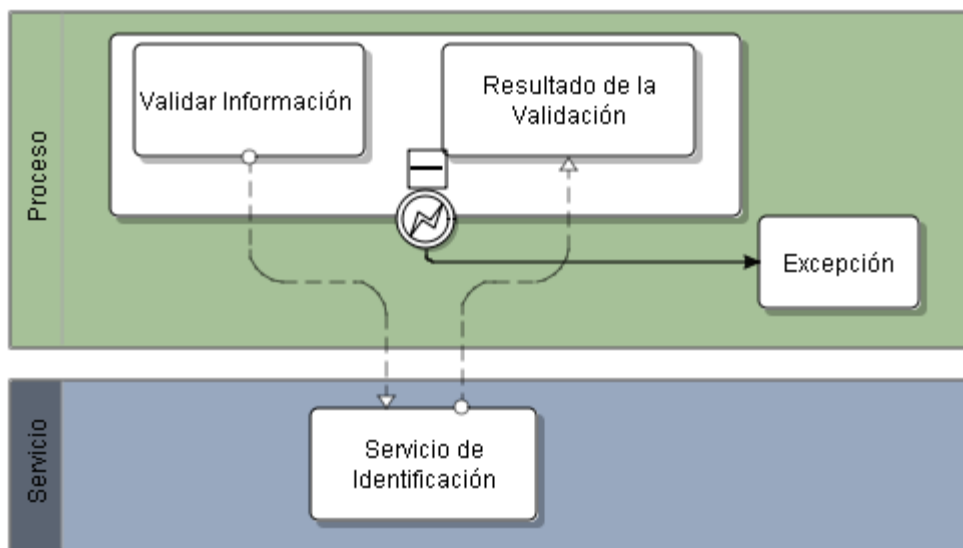 Proceso
Validar Información
Resultado de la
Validación
Excepción
Servicio
Servicio de
Identificación